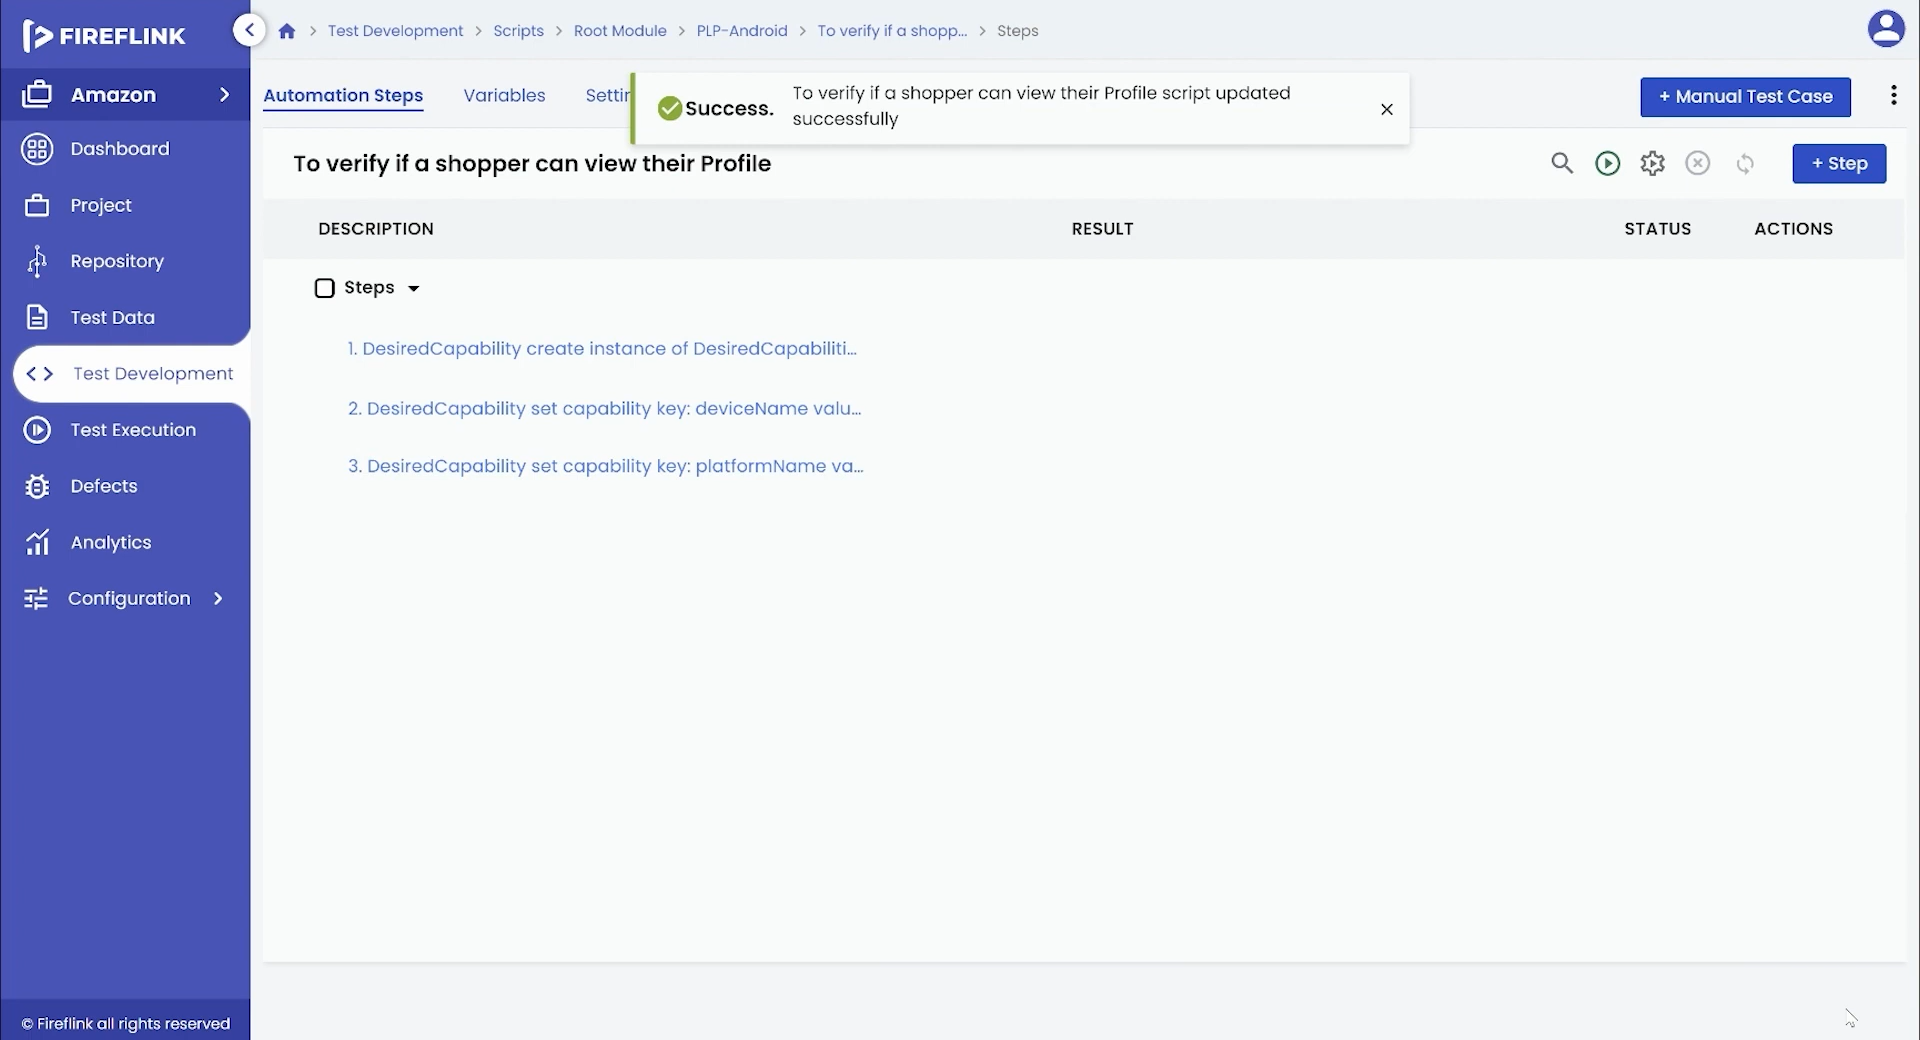 FIREFLINK
Test Development
Scripts
Root Module
PLP-Android
To verify if a shopp...
Steps
Amazon
Dashboard
Project
Repository
Test Data
Test Development
Test Execution
Defects
Analytics
Configuration
© Fireflink all rights reserved
Automation Steps
Variables
Settin
Success.
To verify if a shopper can view their Profile script updated
successfully
+ Manual Test Case
To verify if a shopper can view their Profile
+ Step
DESCRIPTION
RESULT
STATUS
ACTIONS
Steps
1. DesiredCapability create instance of DesiredCapabiliti...
2. DesiredCapability set capability key: deviceName valu...
3. DesiredCapability set capability key: platformName va...